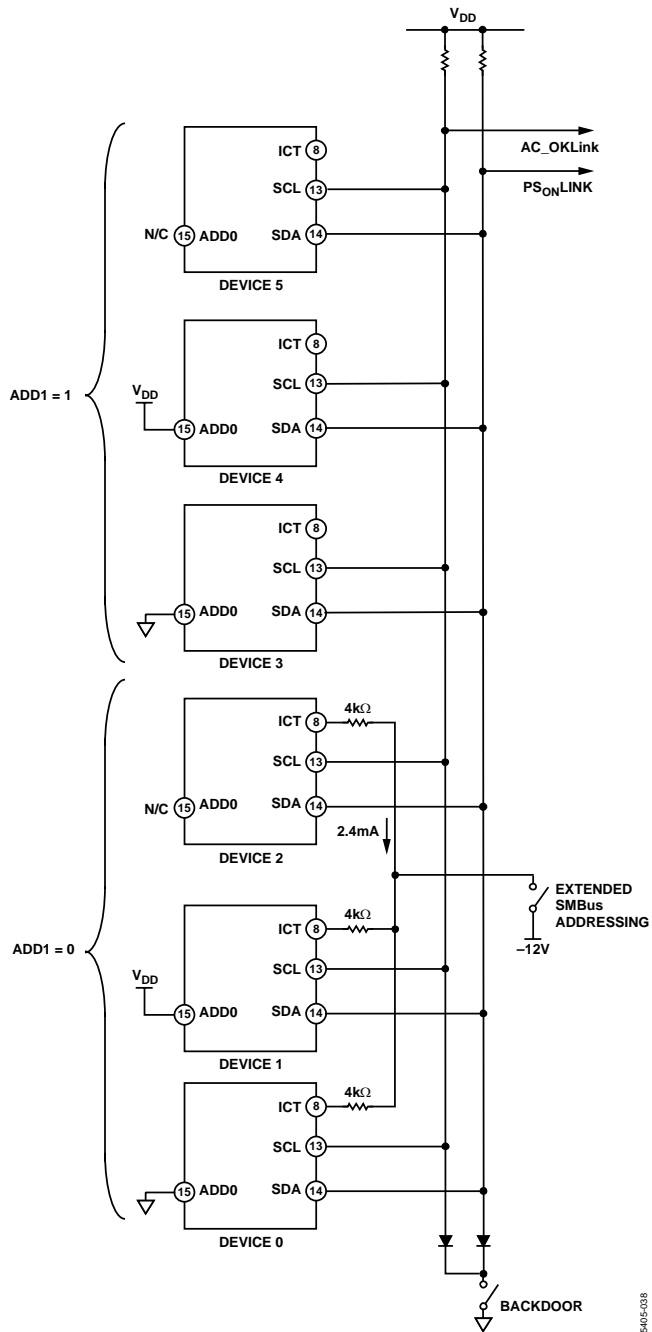 VDD
AC_OKLink
PSONLINK
ICT 8
SCL 13
N/C 15 ADD0 SDA 14
DEVICE 5
ICT 8
VDD SCL 13
15 ADD0 SDA 14
DEVICE 4
ADD1 = 1
ICT 8
SCL 13
15 ADD0 SDA 14
DEVICE 3
4kΩ
ICT 8
SCL 13
N/C 15 ADD0 SDA 14
DEVICE 2
2.4mA
EXTENDED
SMBus
ADDRESSING
–12V
4kΩ
ICT 8
ADD1 = 0
VDD SCL 13
15 ADD0 SDA 14
DEVICE 1
4kΩ
ICT 8
SCL 13
15 ADD0 SDA 14
DEVICE 0
BACKDOOR
5405-038